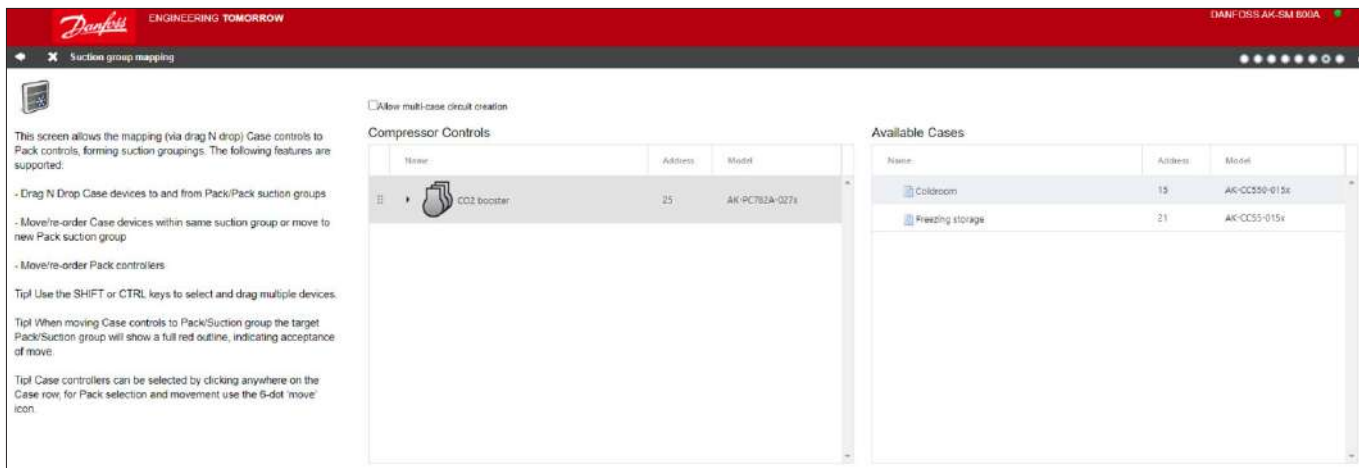 Danfoss
ENGINEERING TOMORROW
DANFOSS AK-SM 800A
Suction group mapping
This screen allows the mapping (via drag N drop) Case controls to
Pack controls, forming suction groupings. The following features are
supported:
- Drag N Drop Case devices to and from Pack/Pack suction groups
- Move/re-order Case devices within same suction group or move to
new Pack suction group
- Move/re-order Pack controllers
Tip! Use the SHIFT or CTRL keys to select and drag multiple devices.
Tip! When moving Case controls to Pack/Suction group the target
Pack/Suction group will show a full red outline, indicating acceptance
of move.
Tip! Case controllers can be selected by clicking anywhere on the
Case row, for Pack selection and movement use the 6-dot 'move'
icon.
Allow multi-case circuit creation
Compressor Controls
Name Address Model
CO2 booster 25 AK-PC782A-027x
Available Cases
Name Address Model
Coldroom 15 AK-CC550-015x
Freezing storage 21 AK-CC55-015x